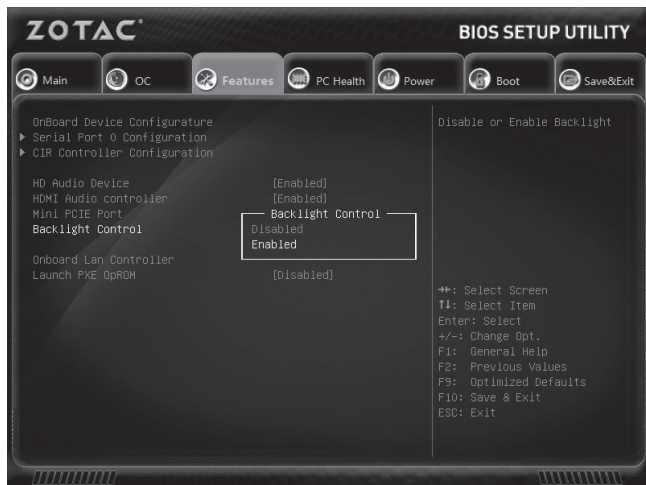 ZOTAC
BIOS SETUP UTILITY
Main
OC
Features
PC Health
Power
Boot
Save&Exit
OnBoard Device Configurature
Serial Port 0 Configuration
CIR Controller Configuration
HD Audio Device [Enabled]
HDMI Audio controller [Enabled]
Mini PCIE Port
Backlight Control
Onboard Lan Controller
Launch PXE OpROM [Disabled]
Backlight Control
Disabled
Enabled
Disable or Enable Backlight
→←: Select Screen
↑↓: Select Item
Enter: Select
+/-: Change Opt.
F1: General Help
F2: Previous Values
F9: Optimized Defaults
F10: Save & Exit
ESC: Exit